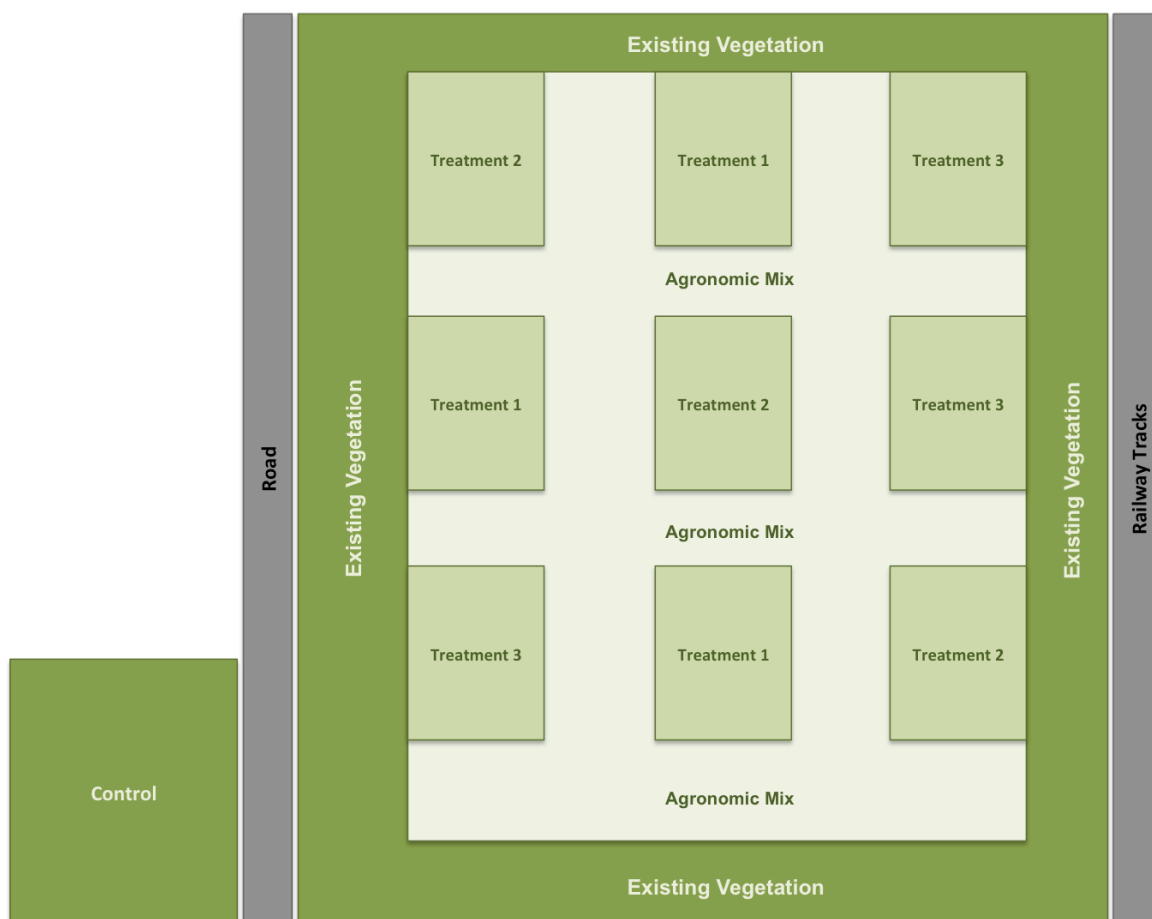 Existing Vegetation
Treatment 2
Treatment 1
Treatment 3
Agronomic Mix
Treatment 1
Treatment 2
Treatment 3
Road
Existing Vegetation
Existing Vegetation
Railway Tracks
Agronomic Mix
Treatment 3
Treatment 1
Treatment 2
Control
Agronomic Mix
Existing Vegetation